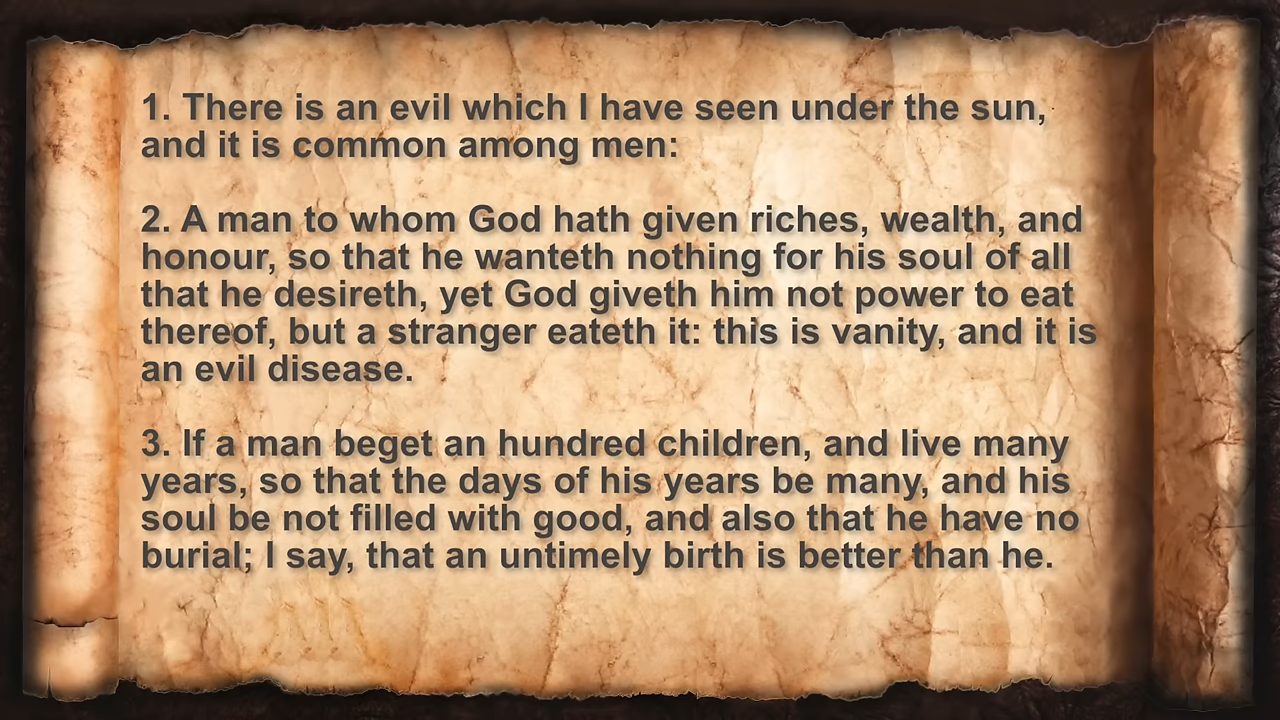 1. There is an evil which I have seen under the sun,
and it is common among men:
2. A man to whom God hath given riches, wealth, and
honour, so that he wanteth nothing for his soul of all
that he desireth, yet God giveth him not power to eat
thereof, but a stranger eateth it: this is vanity, and it is
an evil disease.
3. If a man beget an hundred children, and live many
years, so that the days of his years be many, and his
soul be not filled with good, and also that he have no
burial; I say, that an untimely birth is better than he.